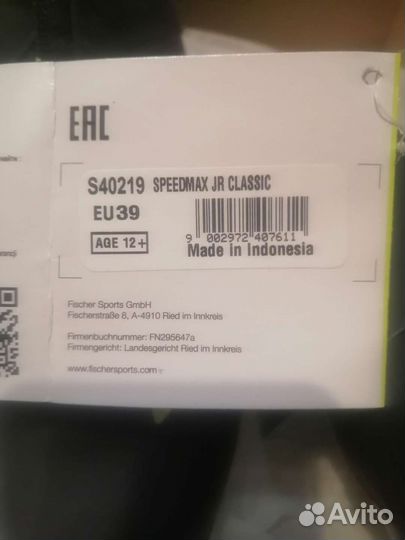 EAC
S40219 SPEEDMAX JR CLASSIC
EU 39
AGE 12+
9 002972 407611
Made in Indonesia
Fischer Sports GmbH
Fischerstraße 8, A-4910 Ried im Innkreis
Firmenbuchnummer: FN295647a
Firmengericht: Landesgericht Ried im Innkreis
www.fischersports.com
Avito